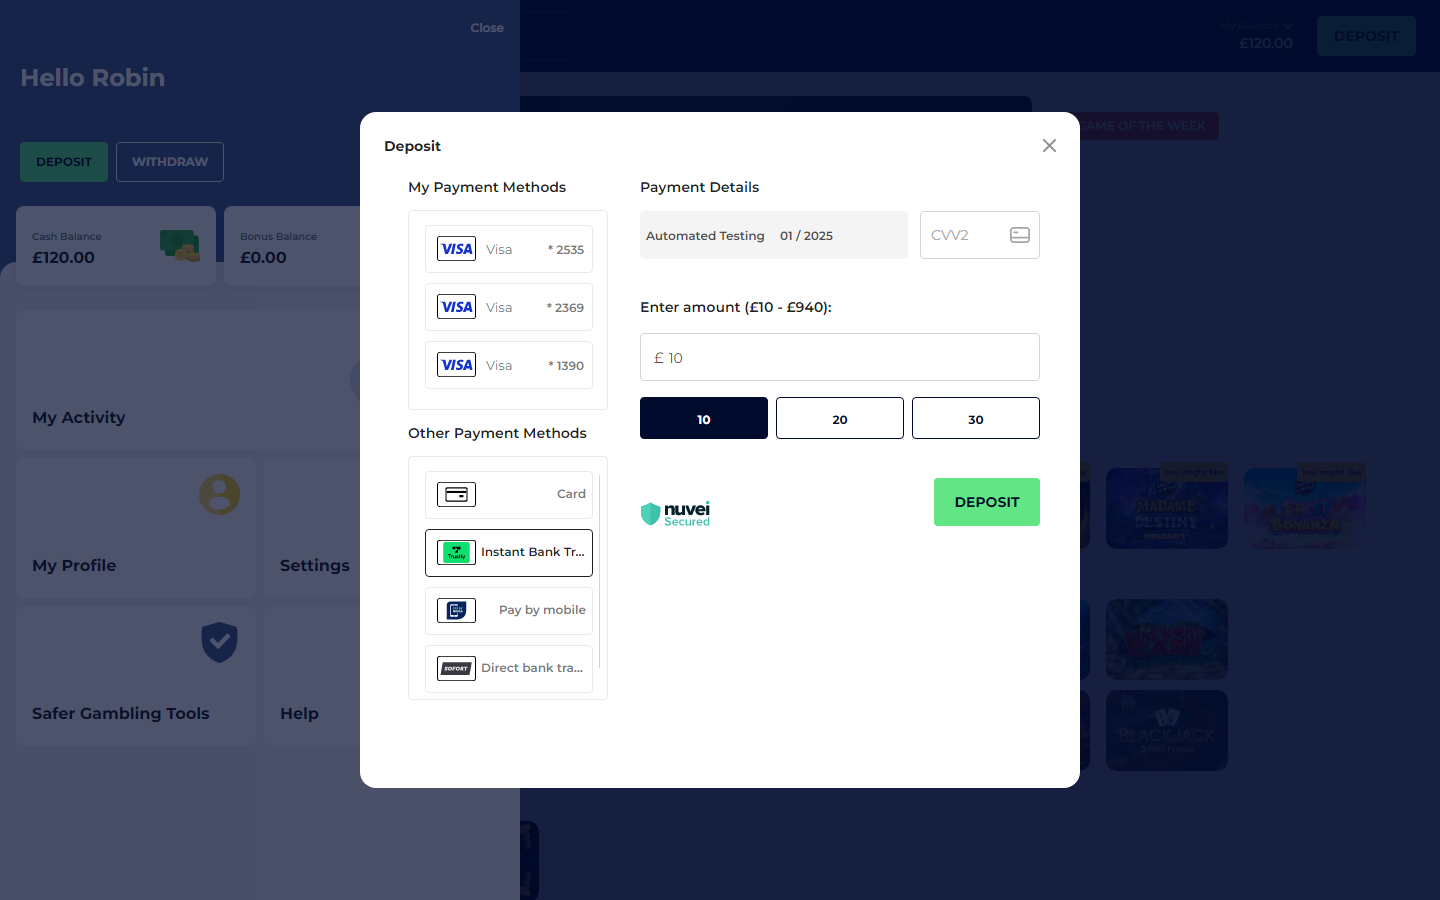 Close
My Balance
£120.00
DEPOSIT
Hello Robin
GAME OF THE WEEK
DEPOSIT
WITHDRAW
Cash Balance
£120.00
Bonus Balance
£0.00
My Activity
My Profile
Settings
Safer Gambling Tools
Help
Deposit
My Payment Methods
VISA Visa * 2535
VISA Visa * 2369
VISA Visa * 1390
Other Payment Methods
Card
Trustly Instant Bank Tr...
Pay by mobile
SOFORT Direct bank tra...
Payment Details
Automated Testing 01 / 2025
CVV2
Enter amount (£10 - £940):
£ 10
10
20
30
nuvei
Secured
DEPOSIT
You might like
You might like
MADAME
DESTINY
MEGAWAYS
SWEET
BONANZA
BLACKJACK